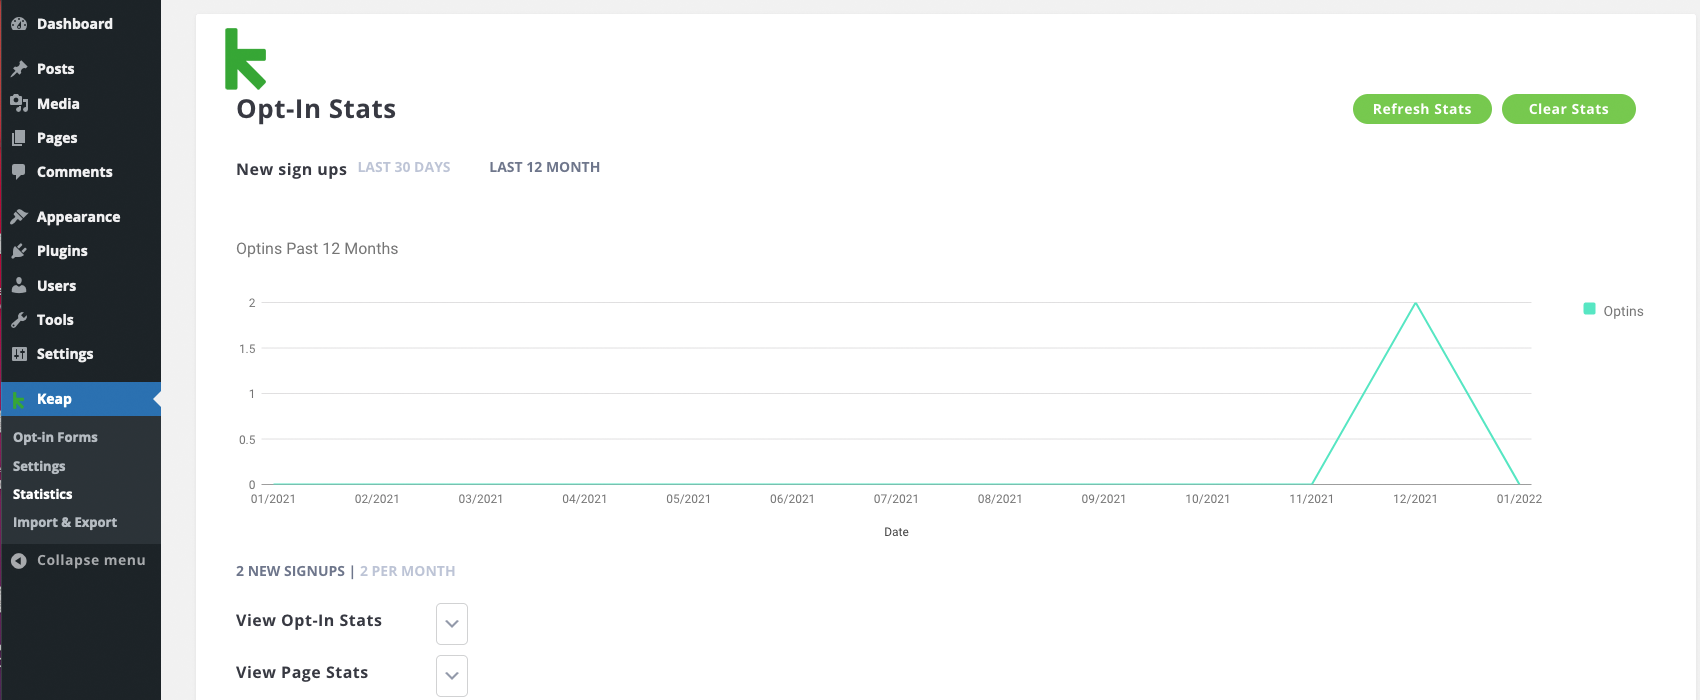 Dashboard
Posts
Media
Pages
Comments
Appearance
Plugins
Users
Tools
Settings
Keap
Opt-in Forms
Settings
Statistics
Import & Export
Collapse menu
Opt-In Stats
Refresh Stats
Clear Stats
New sign ups LAST 30 DAYS LAST 12 MONTH
Optins Past 12 Months
2
1.5
1
0.5
0
01/2021 02/2021 03/2021 04/2021 05/2021 06/2021 07/2021 08/2021 09/2021 10/2021 11/2021 12/2021 01/2022
Date
Optins
2 NEW SIGNUPS | 2 PER MONTH
View Opt-In Stats
View Page Stats